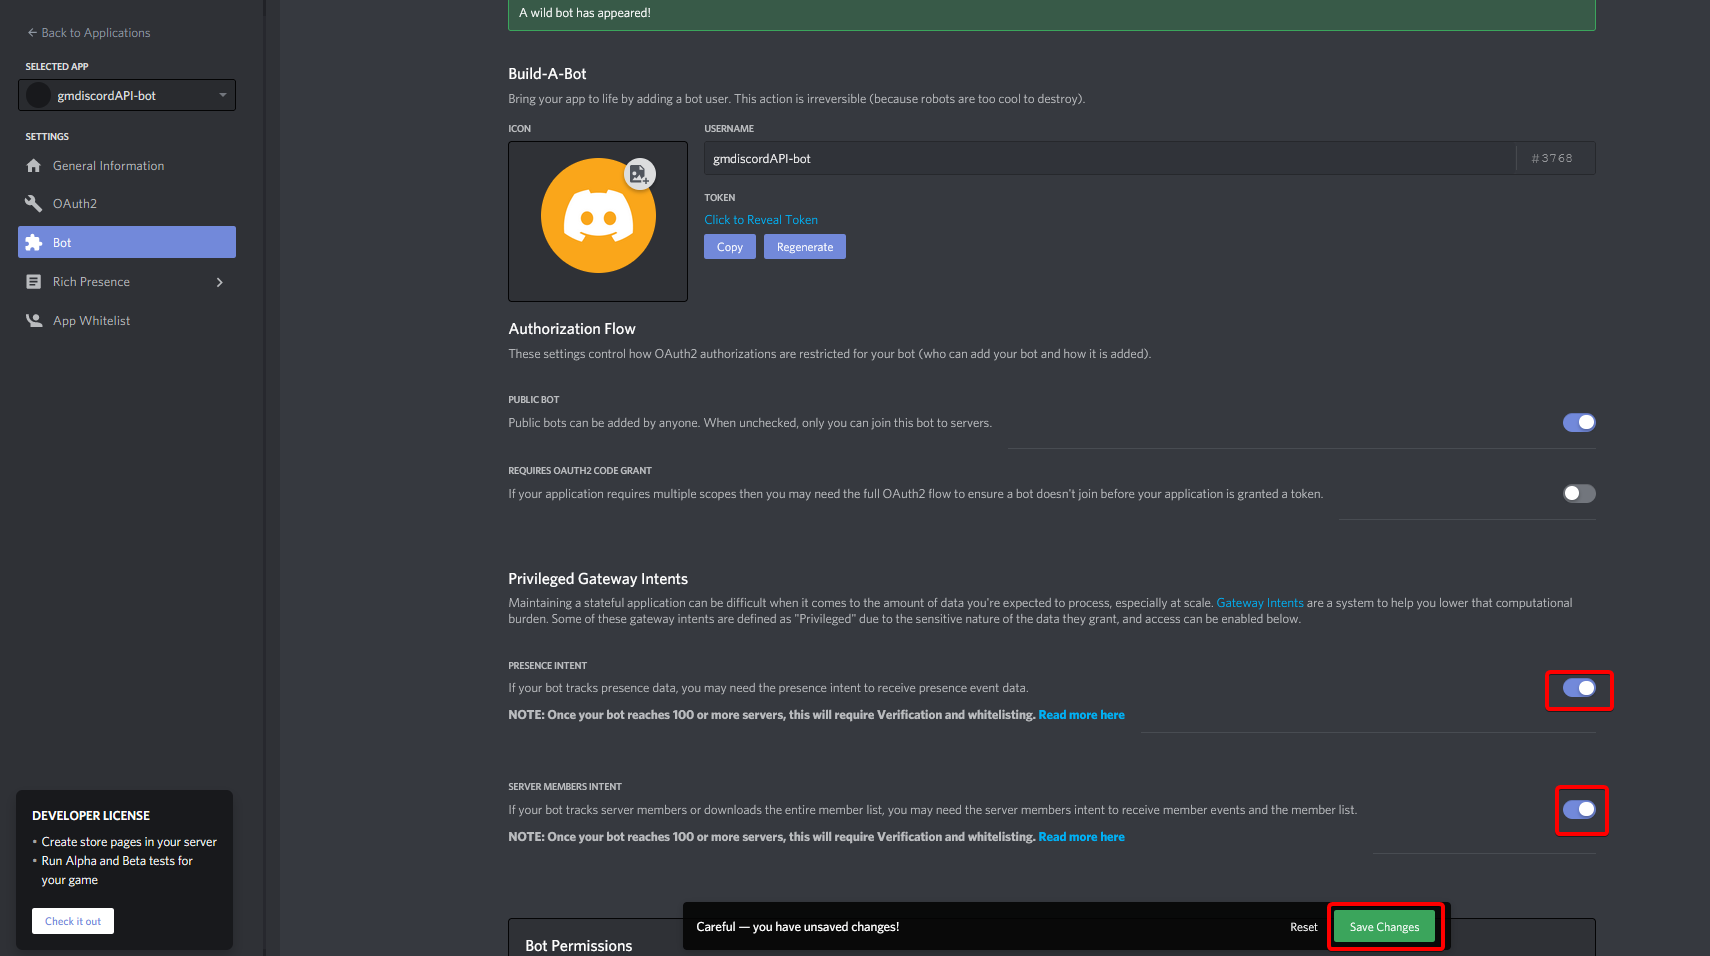 A wild bot has appeared!
← Back to Applications
SELECTED APP
gmdiscordAPI-bot
SETTINGS
General Information
OAuth2
Bot
Rich Presence
App Whitelist
DEVELOPER LICENSE
• Create store pages in your server
• Run Alpha and Beta tests for
your game
Check it out
Build-A-Bot
Bring your app to life by adding a bot user. This action is irreversible (because robots are too cool to destroy).
ICON
USERNAME
gmdiscordAPI-bot #3768
TOKEN
Click to Reveal Token
Copy Regenerate
Authorization Flow
These settings control how OAuth2 authorizations are restricted for your bot (who can add your bot and how it is added).
PUBLIC BOT
Public bots can be added by anyone. When unchecked, only you can join this bot to servers.
REQUIRES OAUTH2 CODE GRANT
If your application requires multiple scopes then you may need the full OAuth2 flow to ensure a bot doesn't join before your application is granted a token.
Privileged Gateway Intents
Maintaining a stateful application can be difficult when it comes to the amount of data you're expected to process, especially at scale. Gateway Intents are a system to help you lower that computational
burden. Some of these gateway intents are defined as "Privileged" due to the sensitive nature of the data they grant, and access can be enabled below.
PRESENCE INTENT
If your bot tracks presence data, you may need the presence intent to receive presence event data.
NOTE: Once your bot reaches 100 or more servers, this will require Verification and whitelisting. Read more here
SERVER MEMBERS INTENT
If your bot tracks server members or downloads the entire member list, you may need the server members intent to receive member events and the member list.
NOTE: Once your bot reaches 100 or more servers, this will require Verification and whitelisting. Read more here
Careful — you have unsaved changes! Reset Save Changes
Bot Permissions